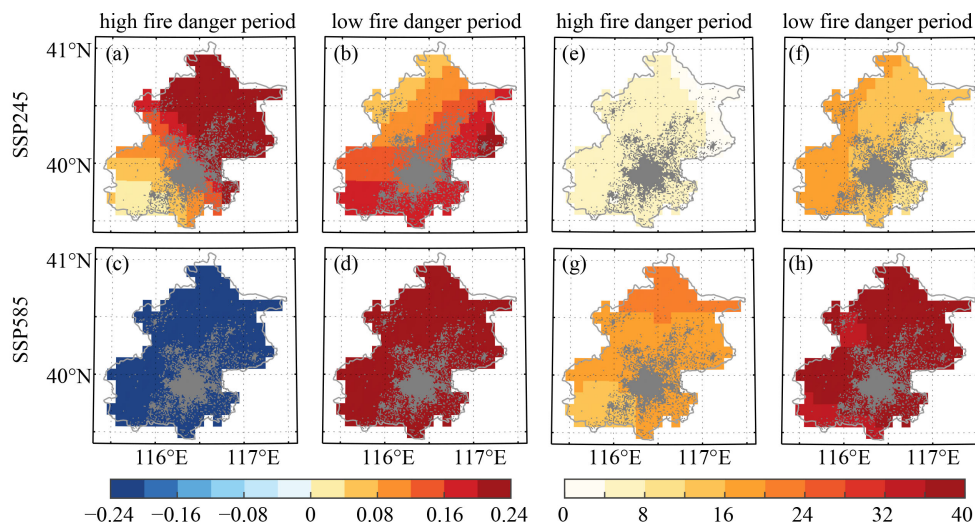 high fire danger period low fire danger period high fire danger period low fire danger period
41°N (a) (b) (e) (f)
SSP245
40°N
41°N (c) (d) (g) (h)
SSP585
40°N
116°E 117°E 116°E 117°E 116°E 117°E 116°E 117°E
−0.24 −0.16 −0.08 0 0.08 0.16 0.24 0 8 16 24 32 40